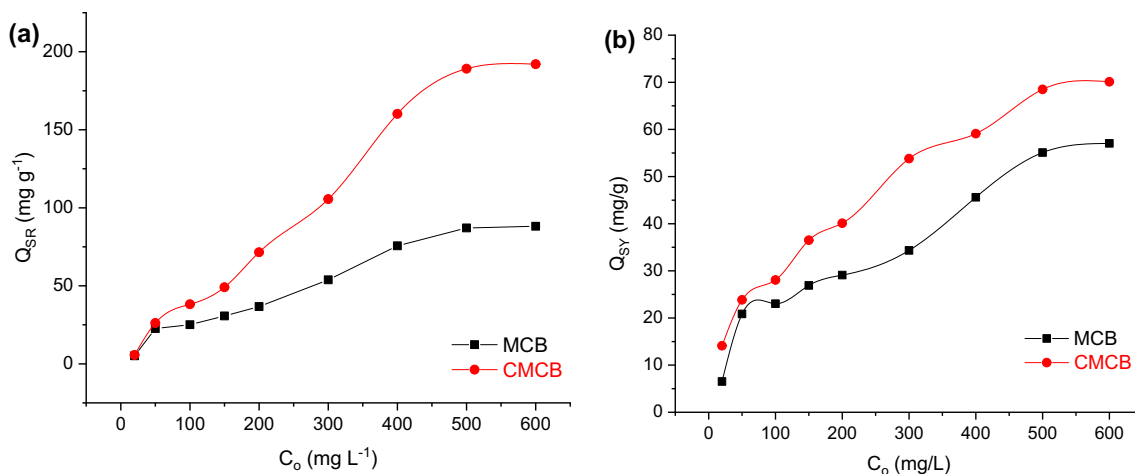 (a)
200
150
100
50
0
Q_SR (mg g⁻¹)
MCB
CMCB
0 100 200 300 400 500 600
C_o (mg L⁻¹)
(b)
80
70
60
50
40
30
20
10
0
Q_SY (mg/g)
MCB
CMCB
0 100 200 300 400 500 600
C_o (mg/L)